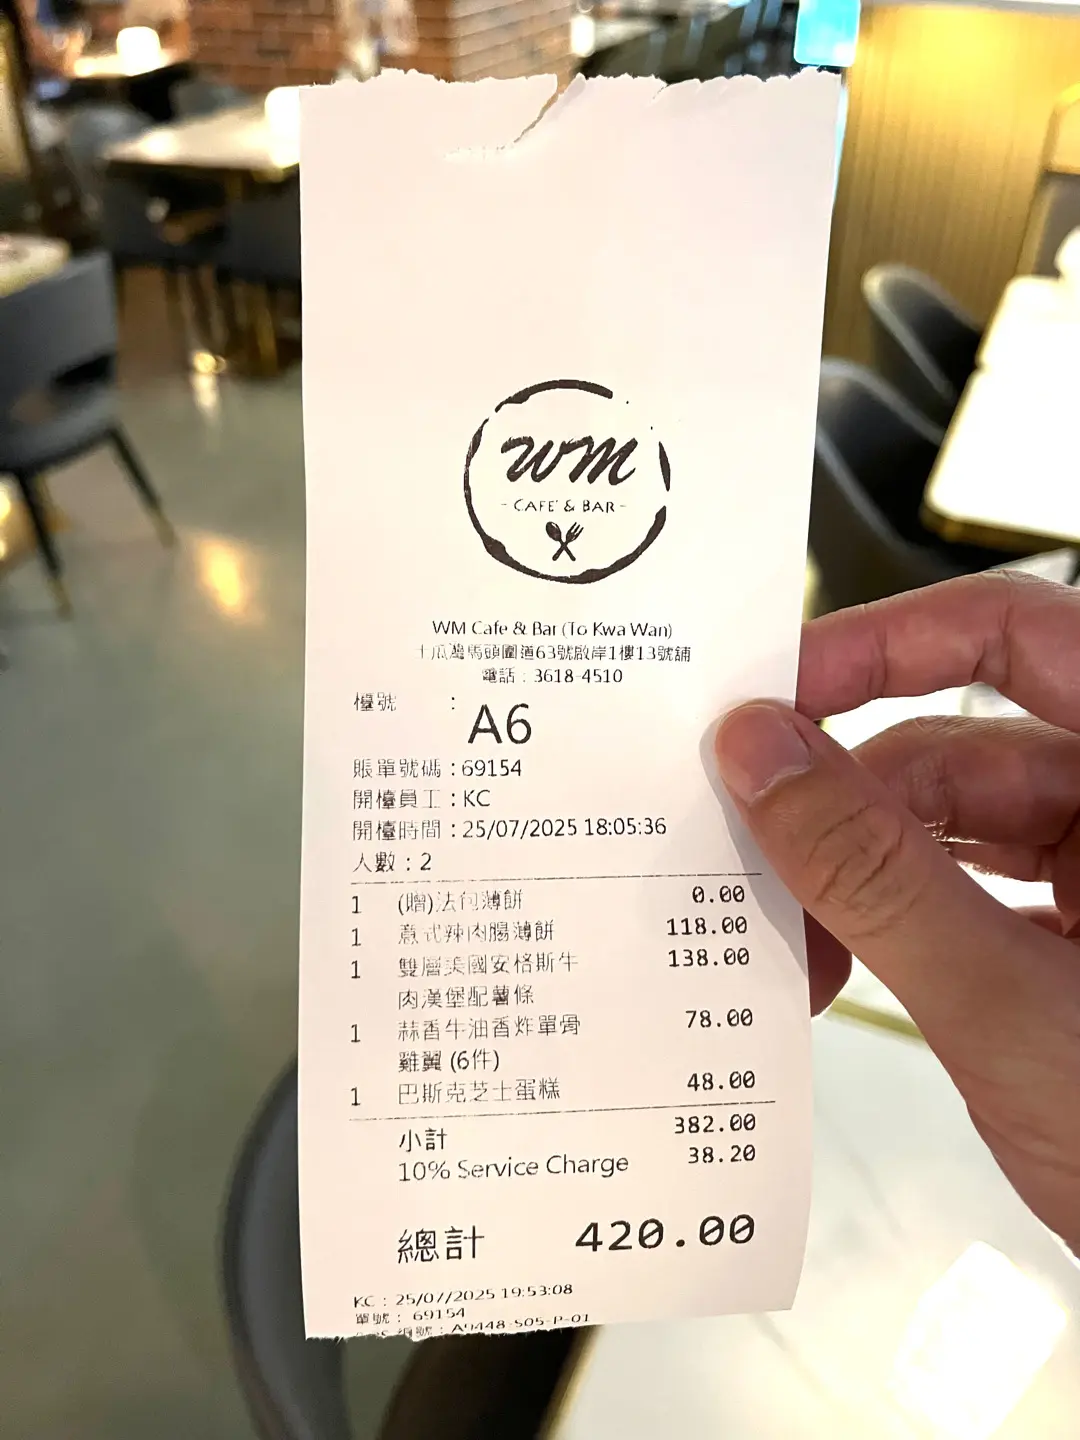 WM
- CAFE' & BAR -
WM Cafe & Bar (To Kwa Wan)
土瓜灣馬頭圍道63號啟岸1樓13號舖
電話 : 3618-4510
檯號 :
A6
賬單號碼 : 69154
開檯員工 : KC
開檯時間 : 25/07/2025 18:05:36
人數 : 2
1 (贈)法包薄餅 0.00
1 意式辣肉腸薄餅 118.00
1 雙層美國安格斯牛 138.00
肉漢堡配薯條
1 蒜香牛油香炸單骨 78.00
雞翼 (6件)
1 巴斯克芝士蛋糕 48.00
小計 382.00
10% Service Charge 38.20
總計 420.00
KC : 25/07/2025 19:53:08
單號 : 69154
編號 : A9448-S05-P-01